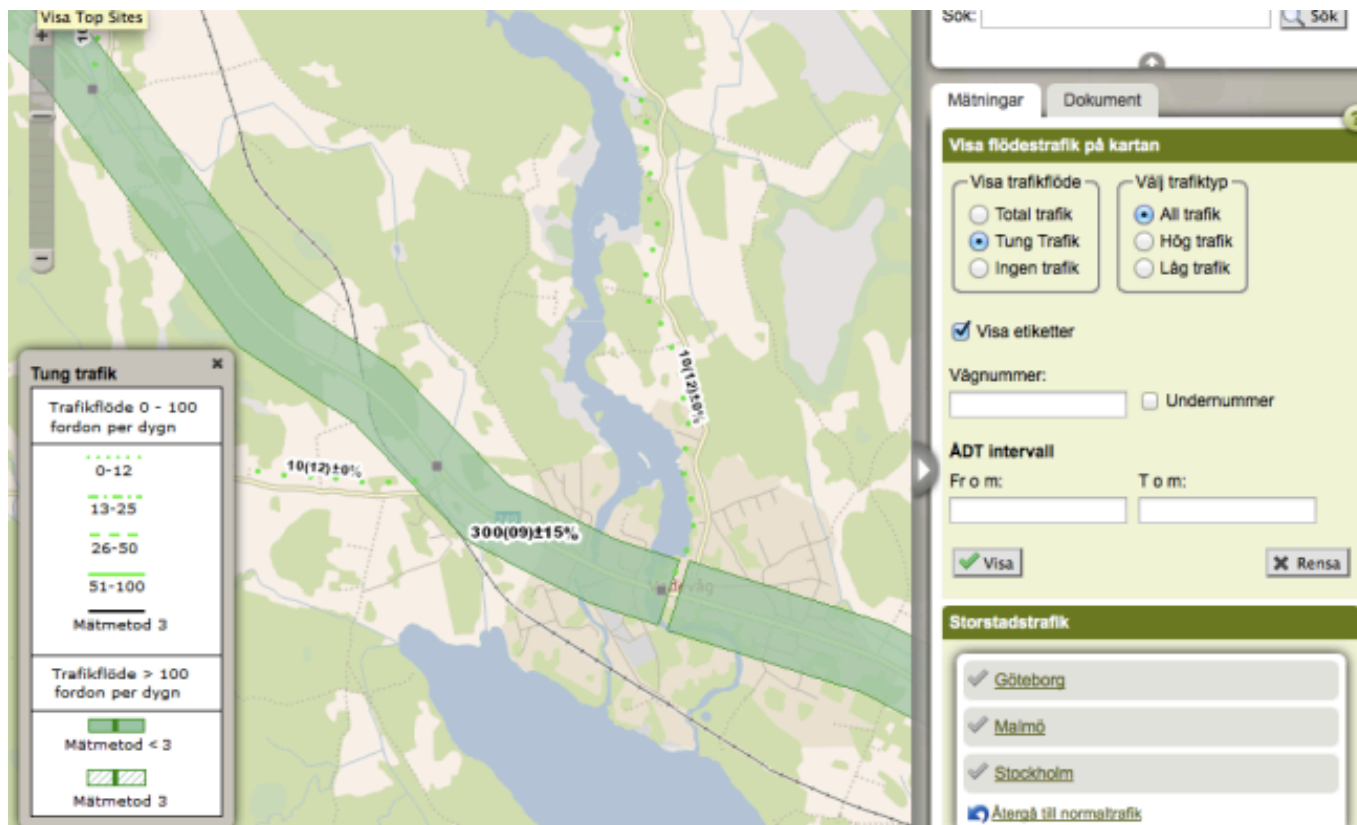 Visa Top Sites
Sök:
Sök
Mätningar
Dokument
Visa flödestrafik på kartan
Visa trafikflöde
Total trafik
Tung Trafik
Ingen trafik
Välj trafiktyp
All trafik
Hög trafik
Låg trafik
Visa etiketter
Vägnummer:
Undernummer
ÅDT intervall
Fr o m:
T o m:
Visa
Rensa
Storstadstrafik
Göteborg
Malmö
Stockholm
Återgå till normaltrafik
10(12)±0%
10(12)±0%
300(09)±15%
Tung trafik
Trafikflöde 0 - 100
fordon per dygn
0-12
13-25
26-50
51-100
Mätmetod 3
Trafikflöde > 100
fordon per dygn
Mätmetod < 3
Mätmetod 3